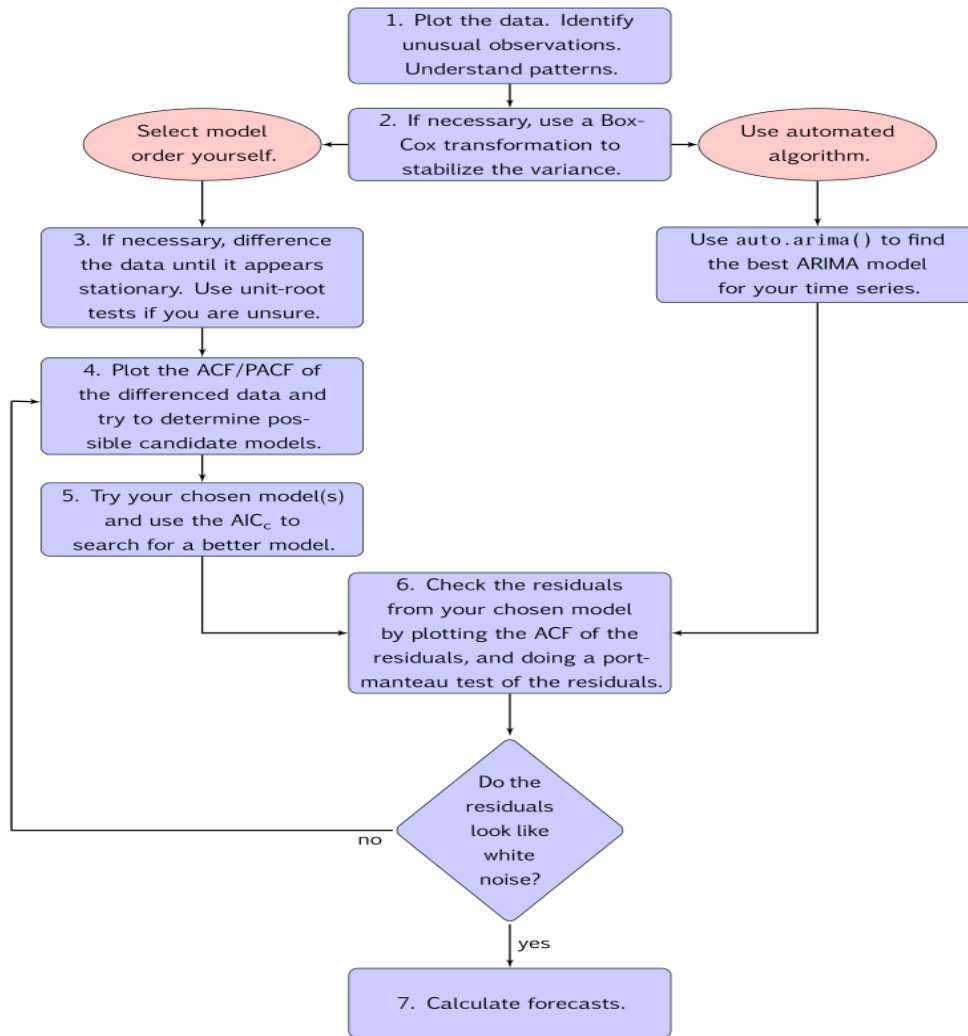 1. Plot the data. Identify
unusual observations.
Understand patterns.
Select model
order yourself.
2. If necessary, use a Box-
Cox transformation to
stabilize the variance.
Use automated
algorithm.
3. If necessary, difference
the data until it appears
stationary. Use unit-root
tests if you are unsure.
Use auto.arima() to find
the best ARIMA model
for your time series.
4. Plot the ACF/PACF of
the differenced data and
try to determine pos-
sible candidate models.
5. Try your chosen model(s)
and use the AICc to
search for a better model.
6. Check the residuals
from your chosen model
by plotting the ACF of the
residuals, and doing a port-
manteau test of the residuals.
Do the
residuals
look like
white
noise?
no
yes
7. Calculate forecasts.